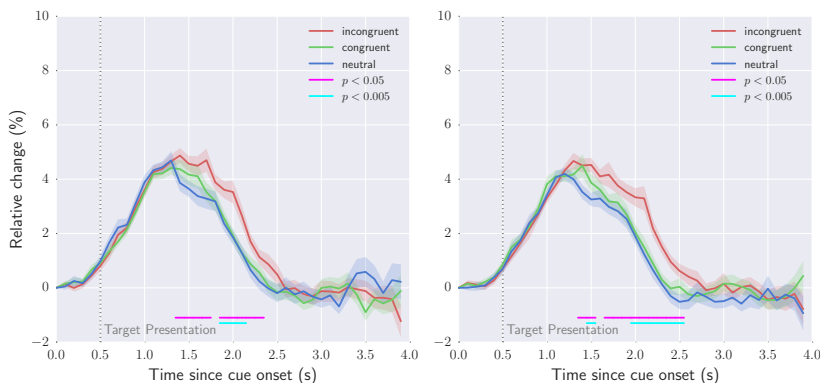 10
8
6
4
2
0
−2
Relative change (%)
incongruent
congruent
neutral
p < 0.05
p < 0.005
Target Presentation
0.0 0.5 1.0 1.5 2.0 2.5 3.0 3.5 4.0
Time since cue onset (s)
10
8
6
4
2
0
−2
incongruent
congruent
neutral
p < 0.05
p < 0.005
Target Presentation
0.0 0.5 1.0 1.5 2.0 2.5 3.0 3.5 4.0
Time since cue onset (s)